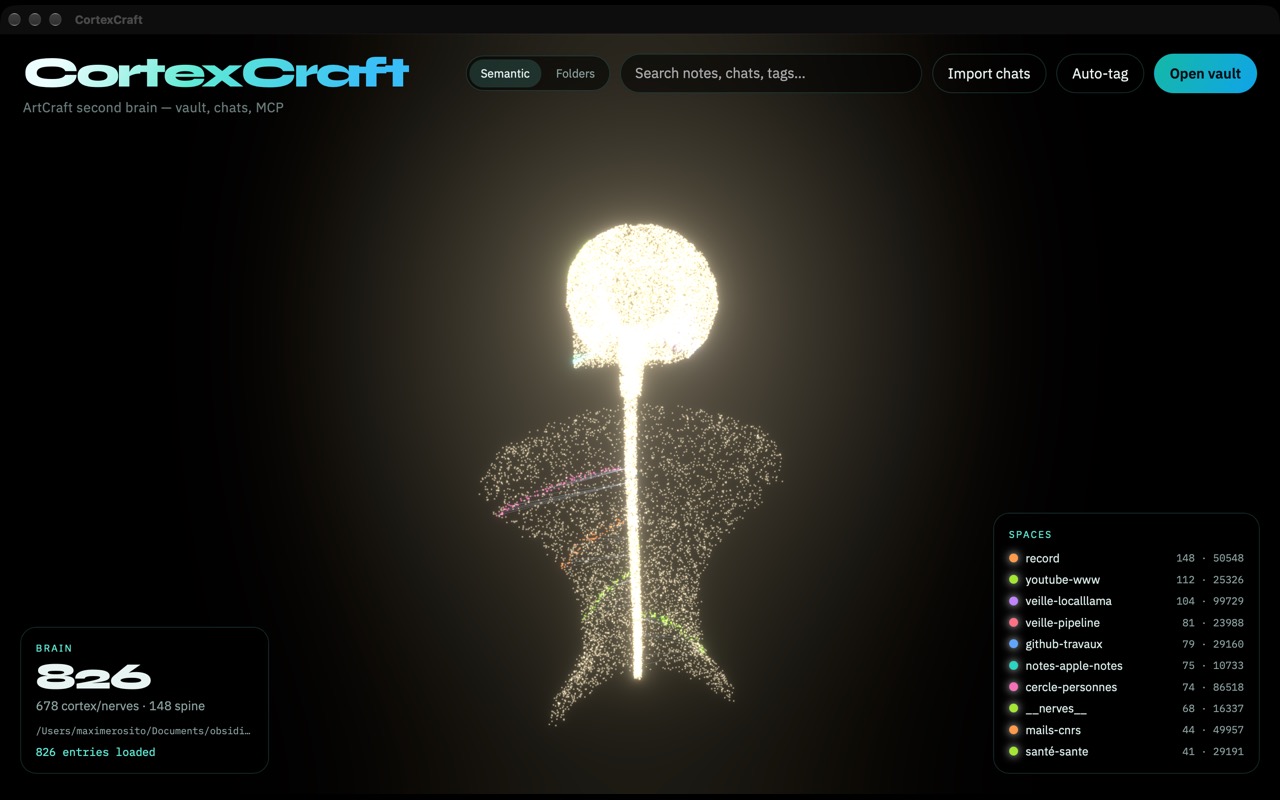 CortexCraft
CortexCraft
ArtCraft second brain — vault, chats, MCP
Semantic
Folders
Search notes, chats, tags...
Import chats
Auto-tag
Open vault
BRAIN
826
678 cortex/nerves · 148 spine
/Users/maximerosito/Documents/obsidi…
826 entries loaded
SPACES
record 148 · 50548
youtube-www 112 · 25326
veille-localllama 104 · 99729
veille-pipeline 81 · 23988
github-travaux 79 · 29160
notes-apple-notes 75 · 10733
cercle-personnes 74 · 86518
__nerves__ 68 · 16337
mails-cnrs 44 · 49957
santé-sante 41 · 29191